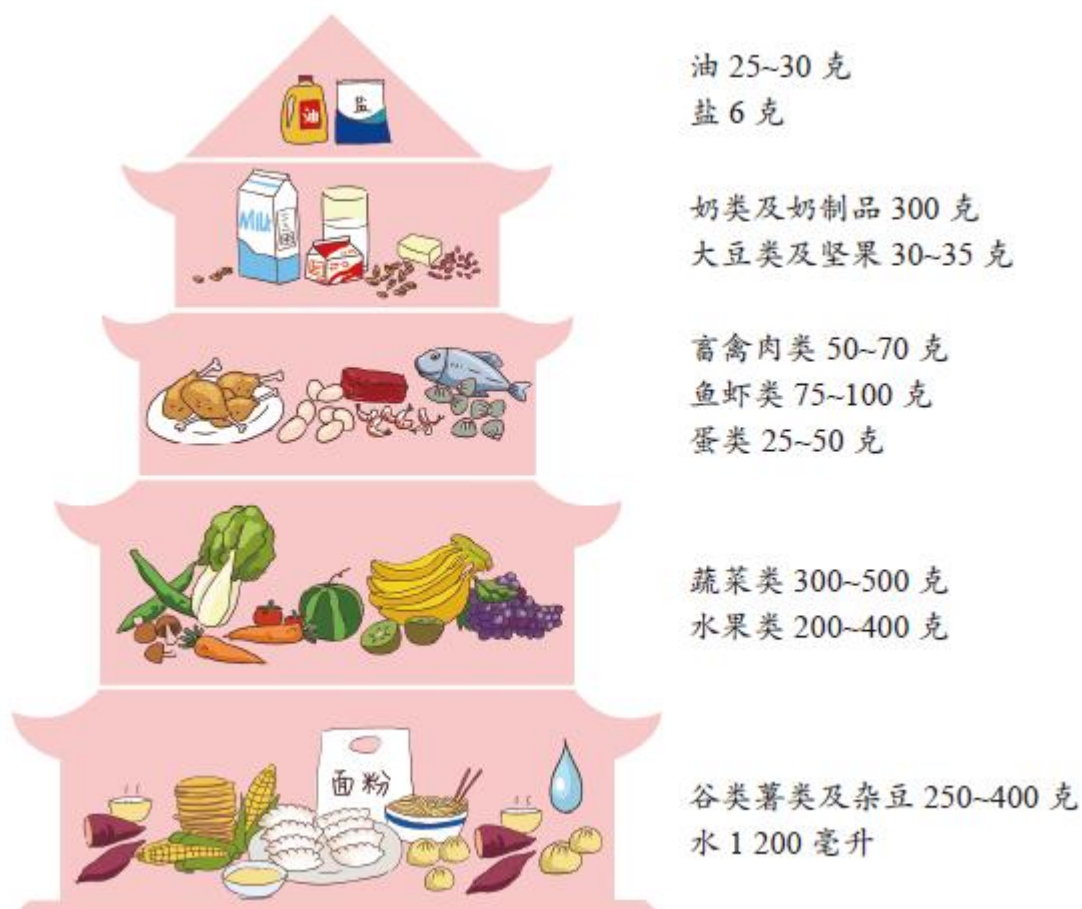 油 25~30 克
盐 6 克
油
盐
奶类及奶制品 300 克
大豆类及坚果 30~35 克
MiLK
畜禽肉类 50~70 克
鱼虾类 75~100 克
蛋类 25~50 克
蔬菜类 300~500 克
水果类 200~400 克
面粉
谷类薯类及杂豆 250~400 克
水 1 200 毫升